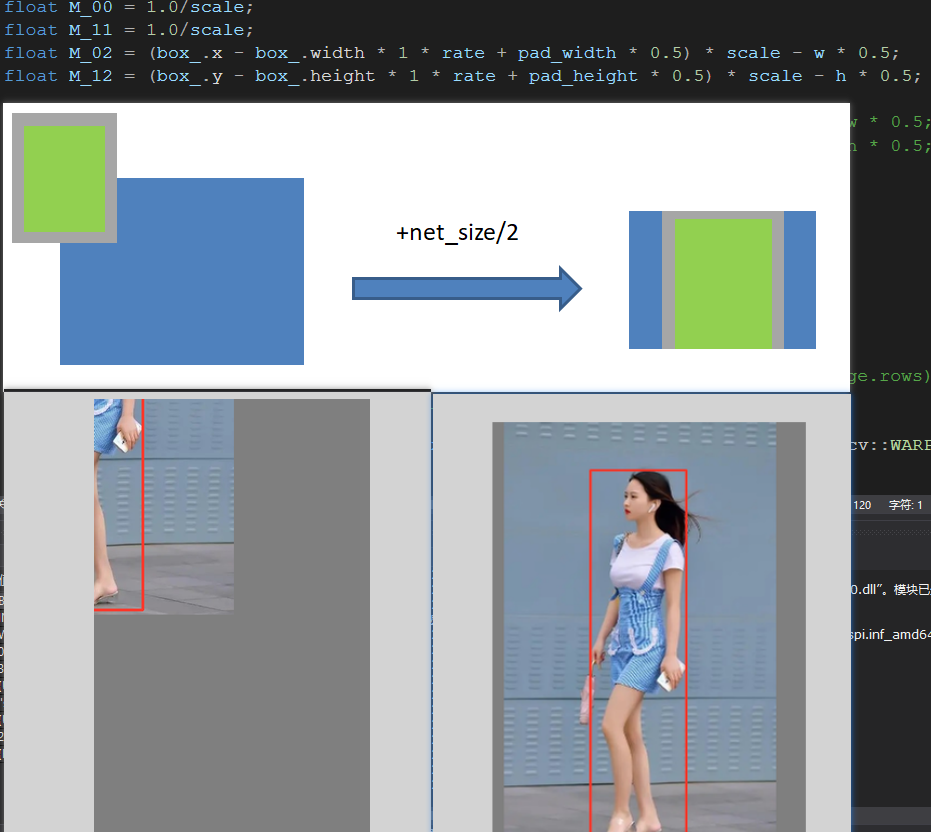 float M_00 = 1.0/scale;
float M_11 = 1.0/scale;
float M_02 = (box_.x - box_.width * 1 * rate + pad_width * 0.5) * scale - w * 0.5;
float M_12 = (box_.y - box_.height * 1 * rate + pad_height * 0.5) * scale - h * 0.5;
w * 0.5;
h * 0.5;
+net_size/2
ge.rows)
cv::WARP
120 字符: 1
0.dll”。模块已
spi.inf_amd64